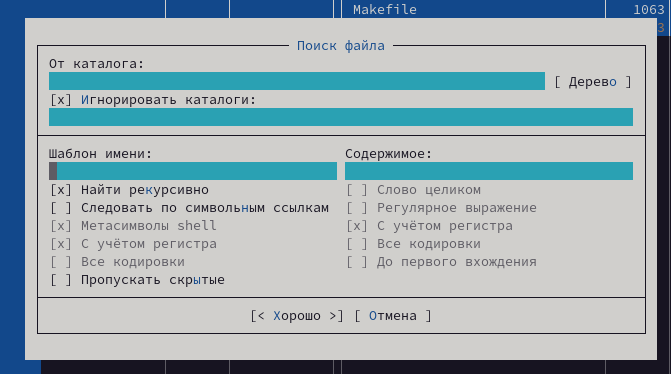 Makefile 1063
3
Поиск файла
От каталога:
[ Дерево ]
[x] Игнорировать каталоги:
Шаблон имени: Содержимое:
[x] Найти рекурсивно [ ] Слово целиком
[ ] Следовать по символьным ссылкам [ ] Регулярное выражение
[x] Метасимволы shell [x] С учётом регистра
[x] С учётом регистра [ ] Все кодировки
[ ] Все кодировки [ ] До первого вхождения
[ ] Пропускать скрытые
[< Хорошо >] [ Отмена ]